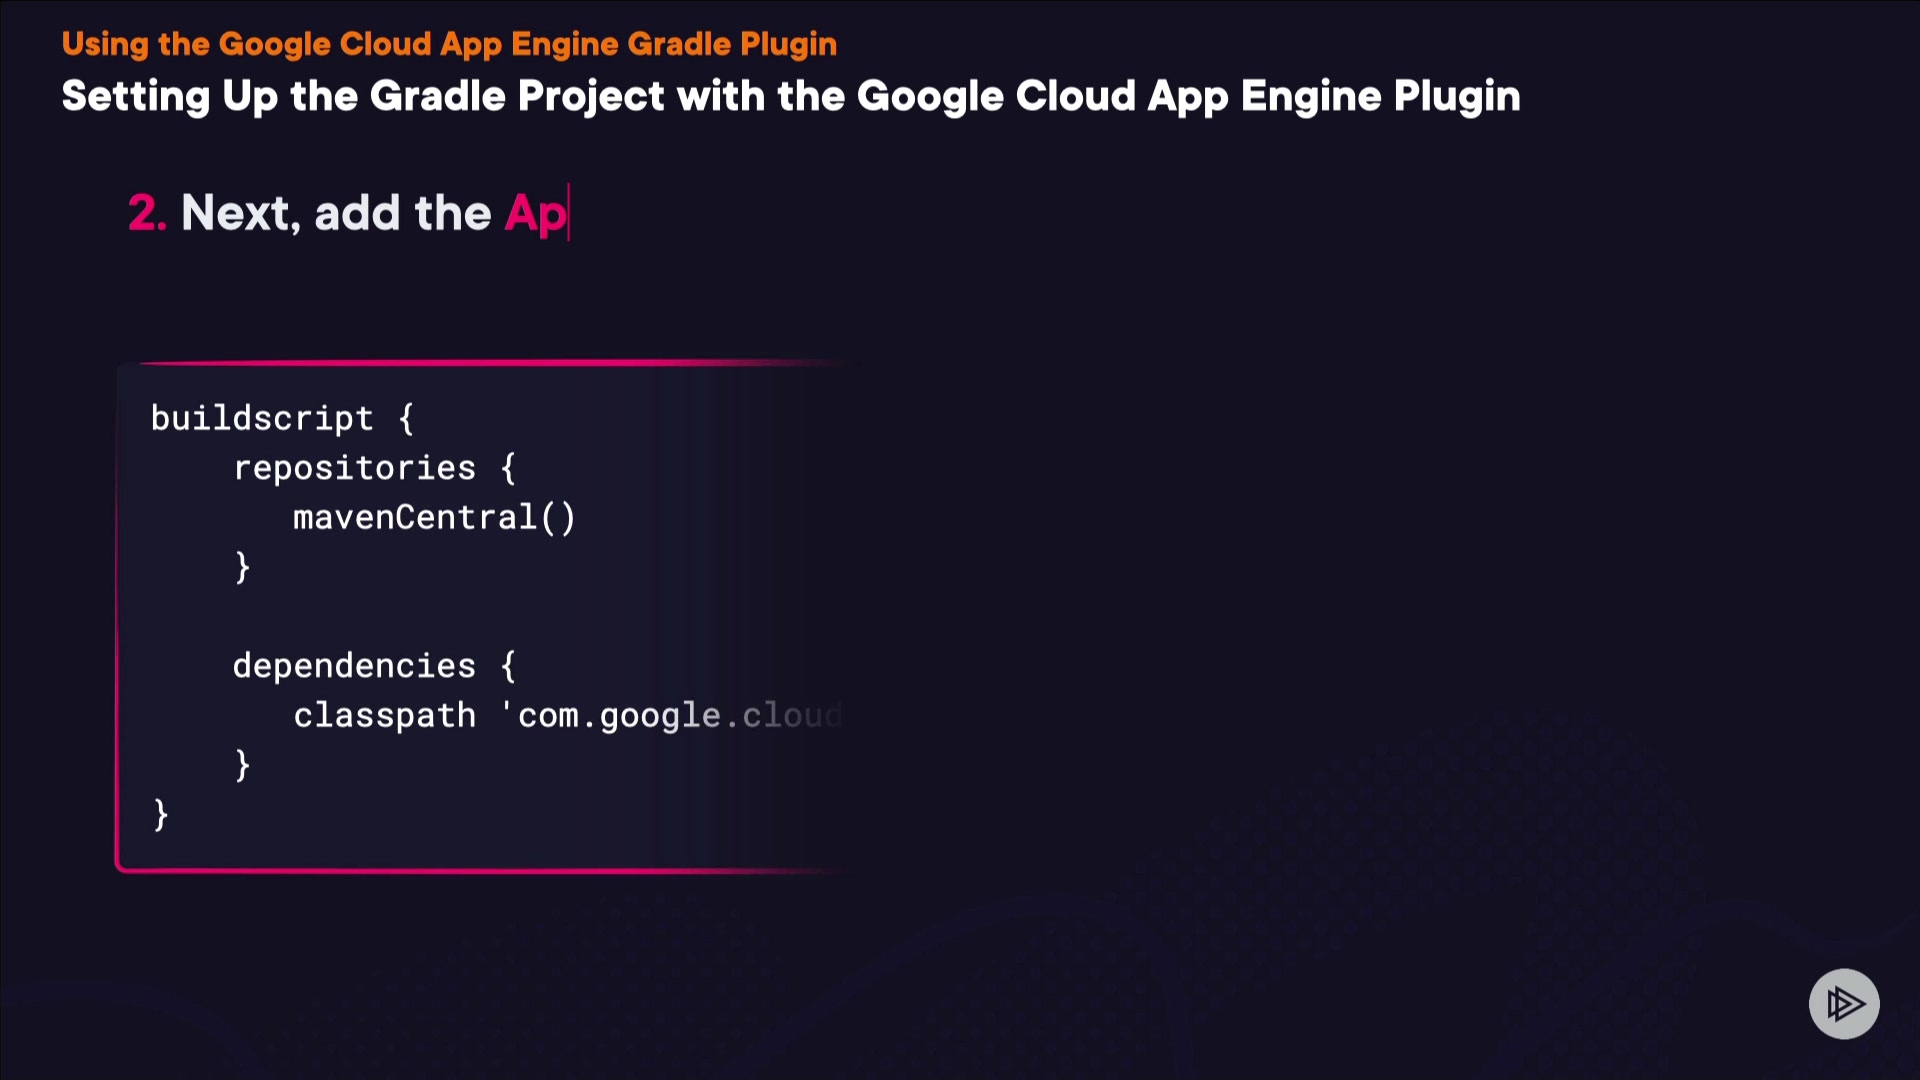 Using the Google Cloud App Engine Gradle Plugin
Setting Up the Gradle Project with the Google Cloud App Engine Plugin
2. Next, add the Ap
buildscript {
repositories {
mavenCentral()
}
dependencies {
classpath 'com.google.cloud
}
}